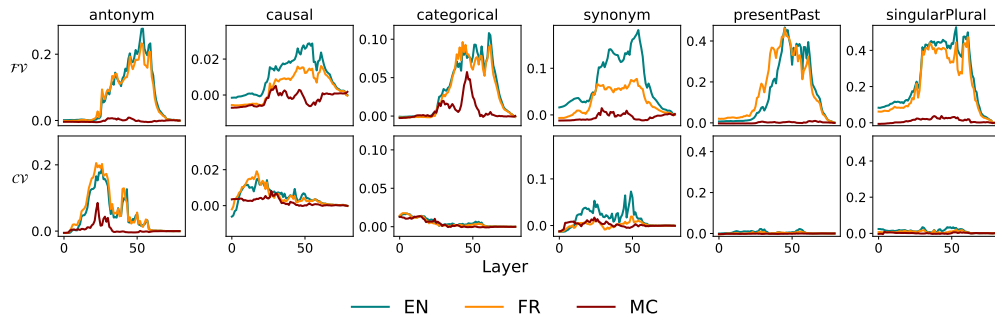 antonym causal categorical synonym presentPast singularPlural
FV 0.2 0.0
0.02 0.00
0.10 0.05 0.00
0.1 0.0
0.4 0.2 0.0
0.4 0.2 0.0
CV 0.2 0.0
0.02 0.00
0.10 0.05 0.00
0.1 0.0
0.4 0.2 0.0
0.4 0.2 0.0
0 50 0 50 0 50 0 50 0 50 0 50
Layer
EN FR MC